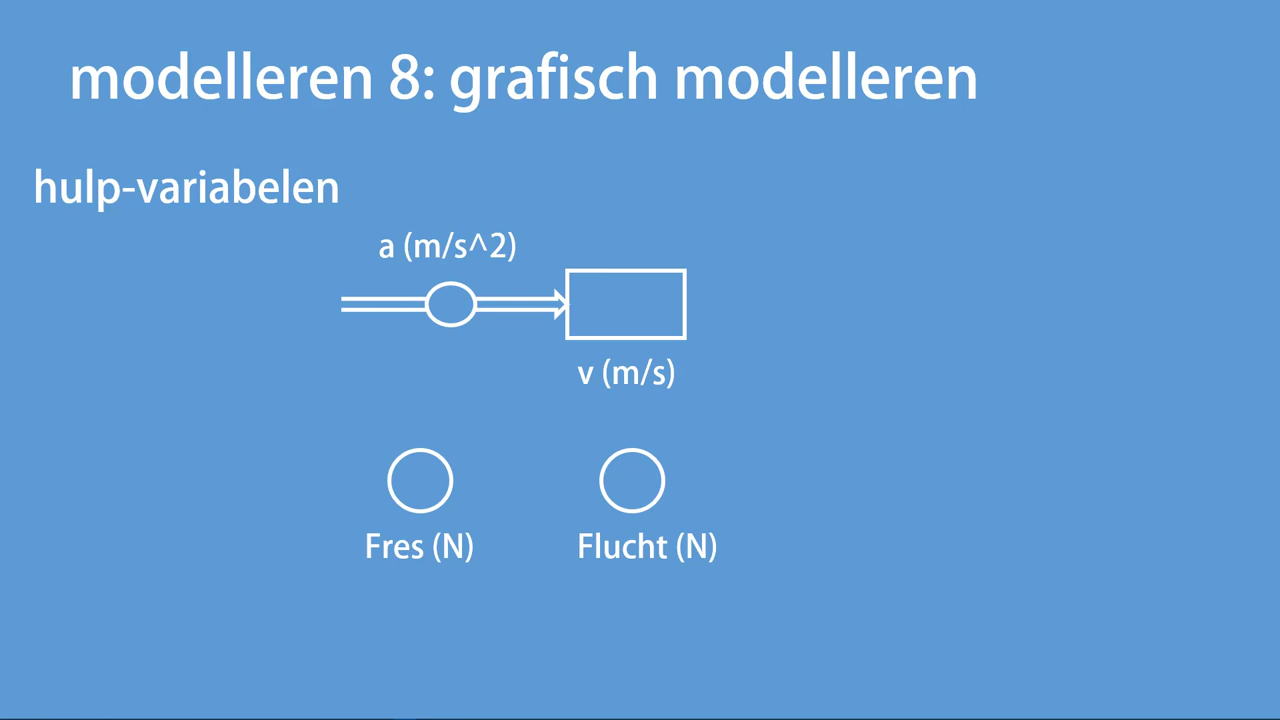 modelleren 8: grafisch modelleren
hulp-variabelen
a (m/s^2)
v (m/s)
Fres (N)
Flucht (N)